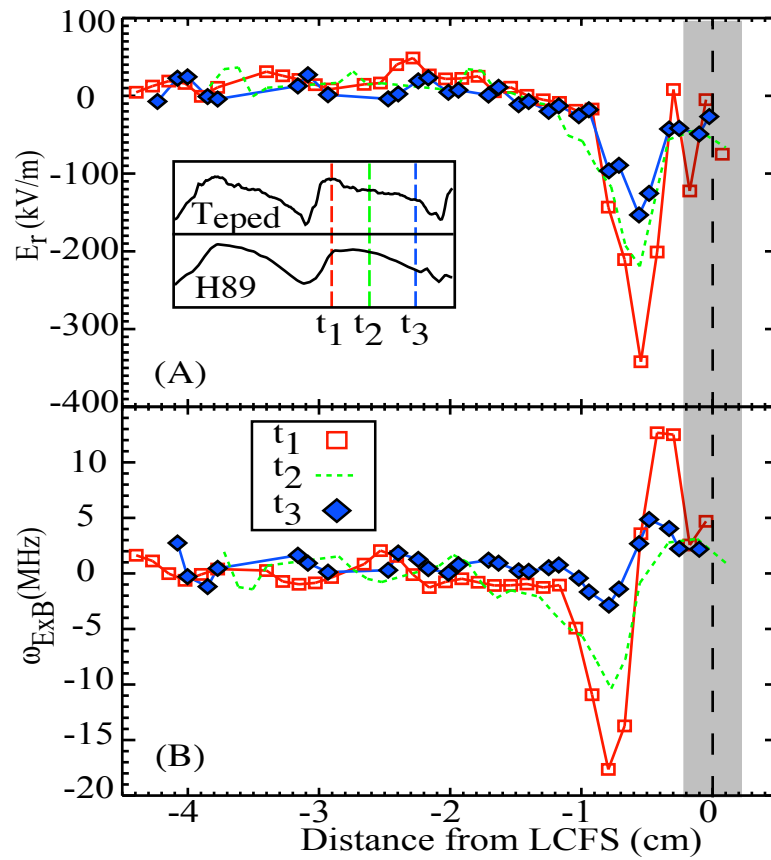 100
0
-100
-200
-300
-400
E_r (kV/m)
Teped
H89
t_1 t_2 t_3
(A)
10
5
0
-5
-10
-15
-20
ω_ExB (MHz)
t_1
t_2
t_3
(B)
-4 -3 -2 -1 0
Distance from LCFS (cm)